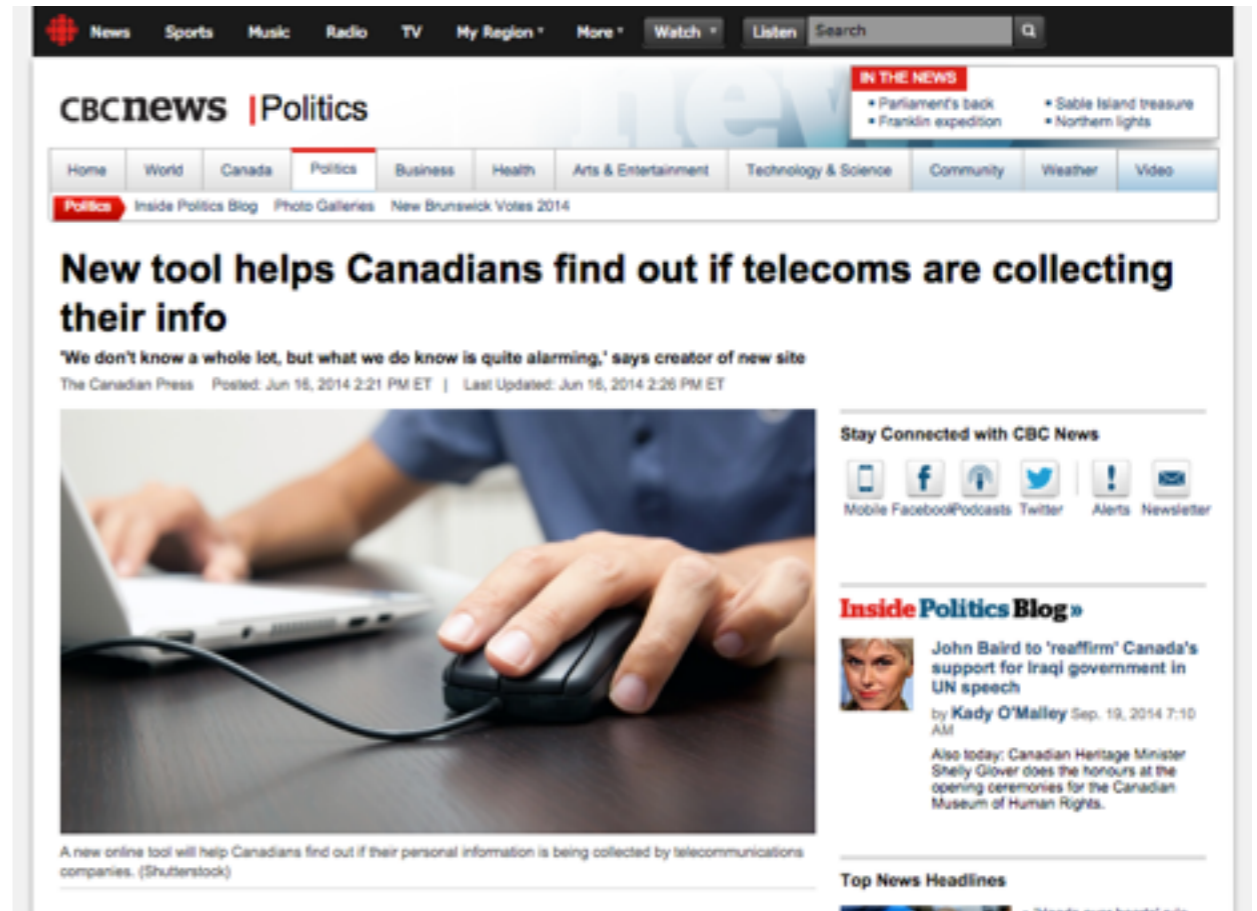 News Sports Music Radio TV My Region More Watch Listen Search
CBCnews | Politics
IN THE NEWS
• Parliament's back
• Franklin expedition
• Sable Island treasure
• Northern lights
Home World Canada Politics Business Health Arts & Entertainment Technology & Science Community Weather Video
Politics Inside Politics Blog Photo Galleries New Brunswick Votes 2014
New tool helps Canadians find out if telecoms are collecting
their info
'We don't know a whole lot, but what we do know is quite alarming,' says creator of new site
The Canadian Press Posted: Jun 16, 2014 2:21 PM ET | Last Updated: Jun 16, 2014 2:26 PM ET
A new online tool will help Canadians find out if their personal information is being collected by telecommunications
companies. (Shutterstock)
Stay Connected with CBC News
Mobile Facebook Podcasts Twitter Alerts Newsletter
Inside Politics Blog »
John Baird to 'reaffirm' Canada's
support for Iraqi government in
UN speech
by Kady O'Malley Sep. 19, 2014 7:10
AM
Also today: Canadian Heritage Minister
Shelly Glover does the honours at the
opening ceremonies for the Canadian
Museum of Human Rights.
Top News Headlines